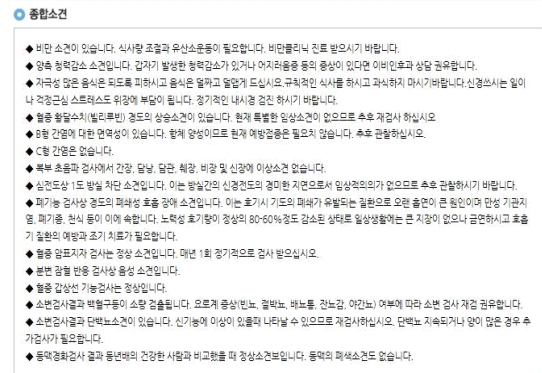 종합소견
◆ 비만 소견이 있습니다. 식사량 조절과 유산소운동이 필요합니다. 비만클리닉 진료 받으시기 바랍니다.
◆ 양측 청력감소 소견입니다. 갑자기 발생한 청력감소가 있거나 어지러움증 등의 증상이 있다면 이비인후과 상담 권유합니다.
◆ 자극성 많은 음식은 되도록 피하시고 음식은 덜짜고 덜맵게 드십시요.규칙적인 식사를 하시고 과식하지 마시기바랍니다.신경쓰시는 일이
나 걱정근심 스트레스도 위장에 부담이 됩니다. 정기적인 내시경 검진 하시기 바랍니다.
◆ 혈중 황달수치(빌리루빈) 경도의 상승소견이 있습니다. 현재 특별한 임상소견이 없으므로 추후 재검사 하십시요
◆ B형 간염에 대한 면역성이 있습니다. 항체 양성이므로 현재 예방접종은 필요치 않습니다. 추후 관찰하십시요.
◆ C형 간염은 없습니다.
◆ 복부 초음파 검사에서 간장, 담낭, 담관, 췌장, 비장 및 신장에 이상소견 없습니다.
◆ 심전도상 1도 방실 차단 소견입니다. 이는 방실간의 신경전도의 경미한 지연으로서 임상적의의가 없으므로 추후 관찰하시기 바랍니다.
◆ 폐기능 검사상 경도의 폐쇄성 호흡 장애 소견입니다. 이는 호기시 기도의 폐쇄가 유발되는 질환으로 오랜 흡연이 큰 원인이며 만성 기관지
염, 폐기종, 천식 등이 이에 속합니다. 노력성 호기량이 정상의 80-60%정도 감소된 상태로 일상생활에는 큰 지장이 없으나 금연하시고 호흡
기 질환의 예방과 조기 치료가 필요합니다.
◆ 혈중 암표지자 검사는 정상 소견입니다. 매년 1회 정기적으로 검사 받으십시요.
◆ 분변 잠혈 반응 검사상 음성 소견입니다.
◆ 혈중 갑상선 기능검사는 정상입니다.
◆ 소변검사결과 백혈구등이 소량 검출됩니다. 요로계 증상(빈뇨, 절박뇨, 배뇨통, 잔뇨감, 야간뇨) 여부에 따라 소변 검사 재검 권유합니다.
◆ 소변검사결과 단백뇨소견이 있습니다. 신기능에 이상이 있을때 나타날 수 있으므로 재검사하십시요. 단백뇨 지속되거나 양이 많은 경우 추
가검사가 필요합니다.
◆ 동맥경화검사 결과 동년배의 건강한 사람과 비교했을 때 정상소견보입니다. 동맥의 폐색소견도 없습니다.